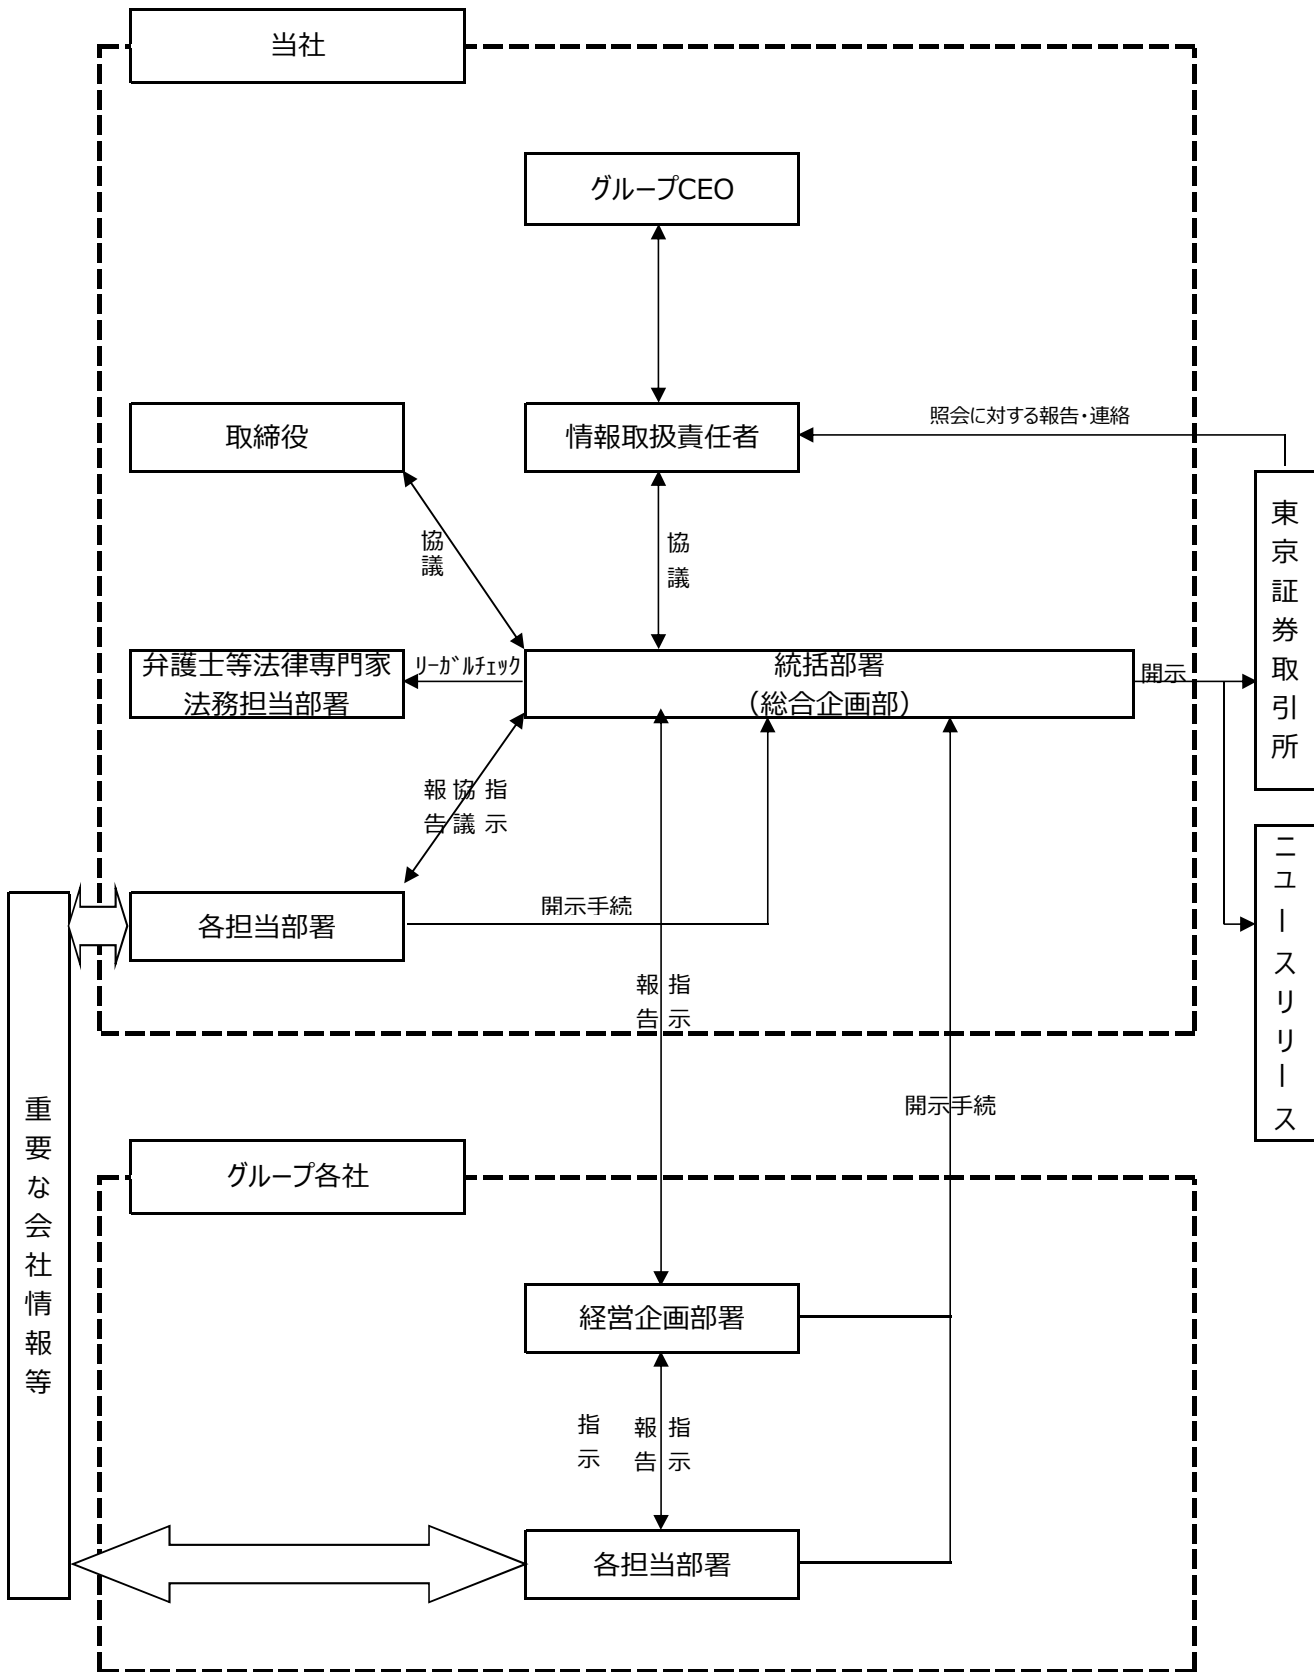 当社
グループCEO
取締役
情報取扱責任者
照会に対する報告・連絡
東京証券取引所
協議
協議
弁護士等法律専門家
法務担当部署
リーガルチェック
統括部署
（総合企画部）
開示
報告
協議
指示
ニュースリリース
各担当部署
開示手続
報告
指示
重要な会社情報等
開示手続
グループ各社
経営企画部署
指示
報告
指示
各担当部署